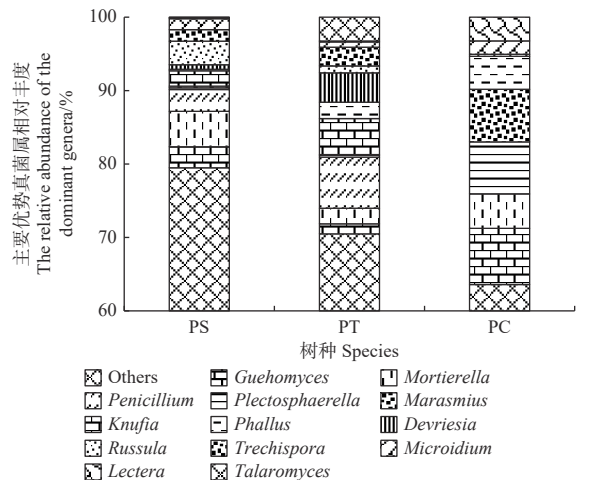 主要优势真菌属相对丰度
The relative abundance of the
dominant genera/%
100
90
80
70
60
PS PT PC
树种 Species
Others Guehomyces Mortierella
Penicillium Plectosphaerella Marasmius
Knufia Phallus Devriesia
Russula Trechispora Microidium
Lectera Talaromyces